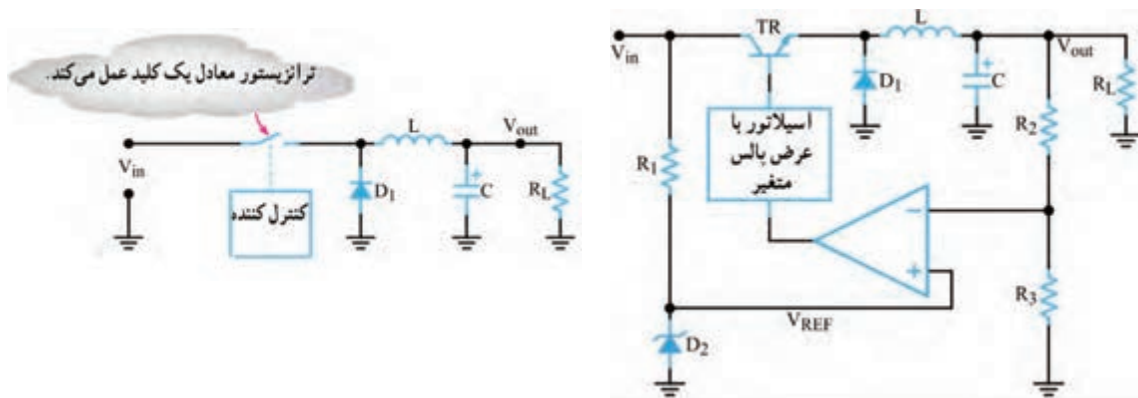 ترانزیستور معادل یک کلید عمل می‌کند.
Vin
L
Vout
D1
C
RL
کنترل کننده
Vin
TR
L
Vout
D1
C
RL
R2
R1
اسیلاتور با
عرض پالس
متغیر
−
+
R3
VREF
D2